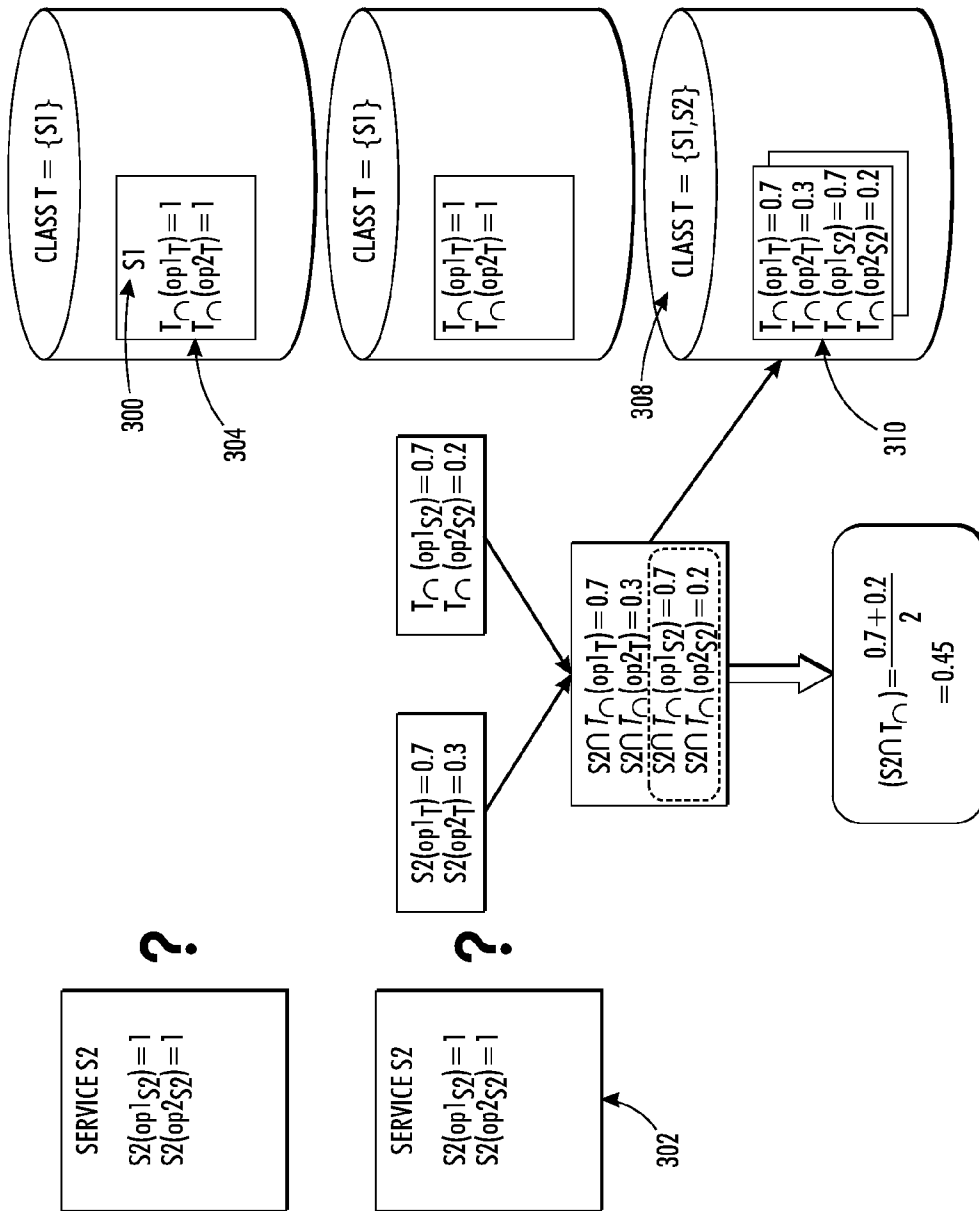 SERVICE S2
S2(op1S2)=1
S2(op2S2)=1
?
CLASS T = {S1}
300
S1
T∩(op1T)=1
T∩(op2T)=1
304
SERVICE S2
S2(op1S2)=1
S2(op2S2)=1
302
?
S2(op1T)=0.7
S2(op2T)=0.3
T∩(op1S2)=0.7
T∩(op2S2)=0.2
CLASS T = {S1}
T∩(op1T)=1
T∩(op2T)=1
S2∩T∩(op1T)=0.7
S2∩T∩(op2T)=0.3
S2∩T∩(op1S2)=0.7
S2∩T∩(op2S2)=0.2
308
CLASS T = {S1,S2}
T∩(op1T)=0.7
T∩(op2T)=0.3
T∩(op1S2)=0.7
T∩(op2S2)=0.2
310
(S2∩T∩)=0.7+0.2
2
=0.45